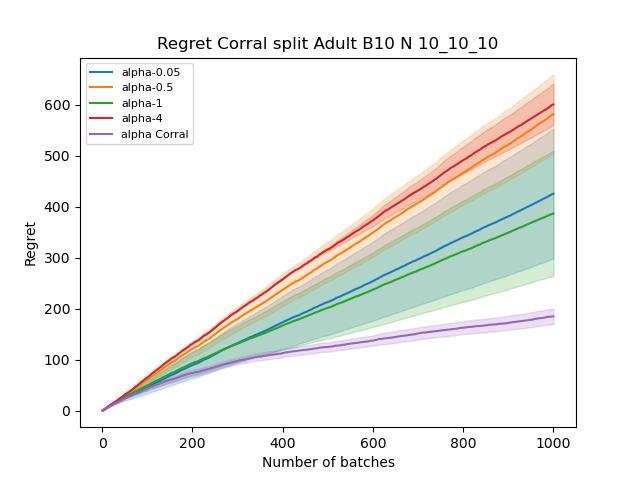 Regret Corral split Adult B10 N 10_10_10
alpha-0.05
alpha-0.5
alpha-1
alpha-4
alpha Corral
Regret
600
500
400
300
200
100
0
0 200 400 600 800 1000
Number of batches